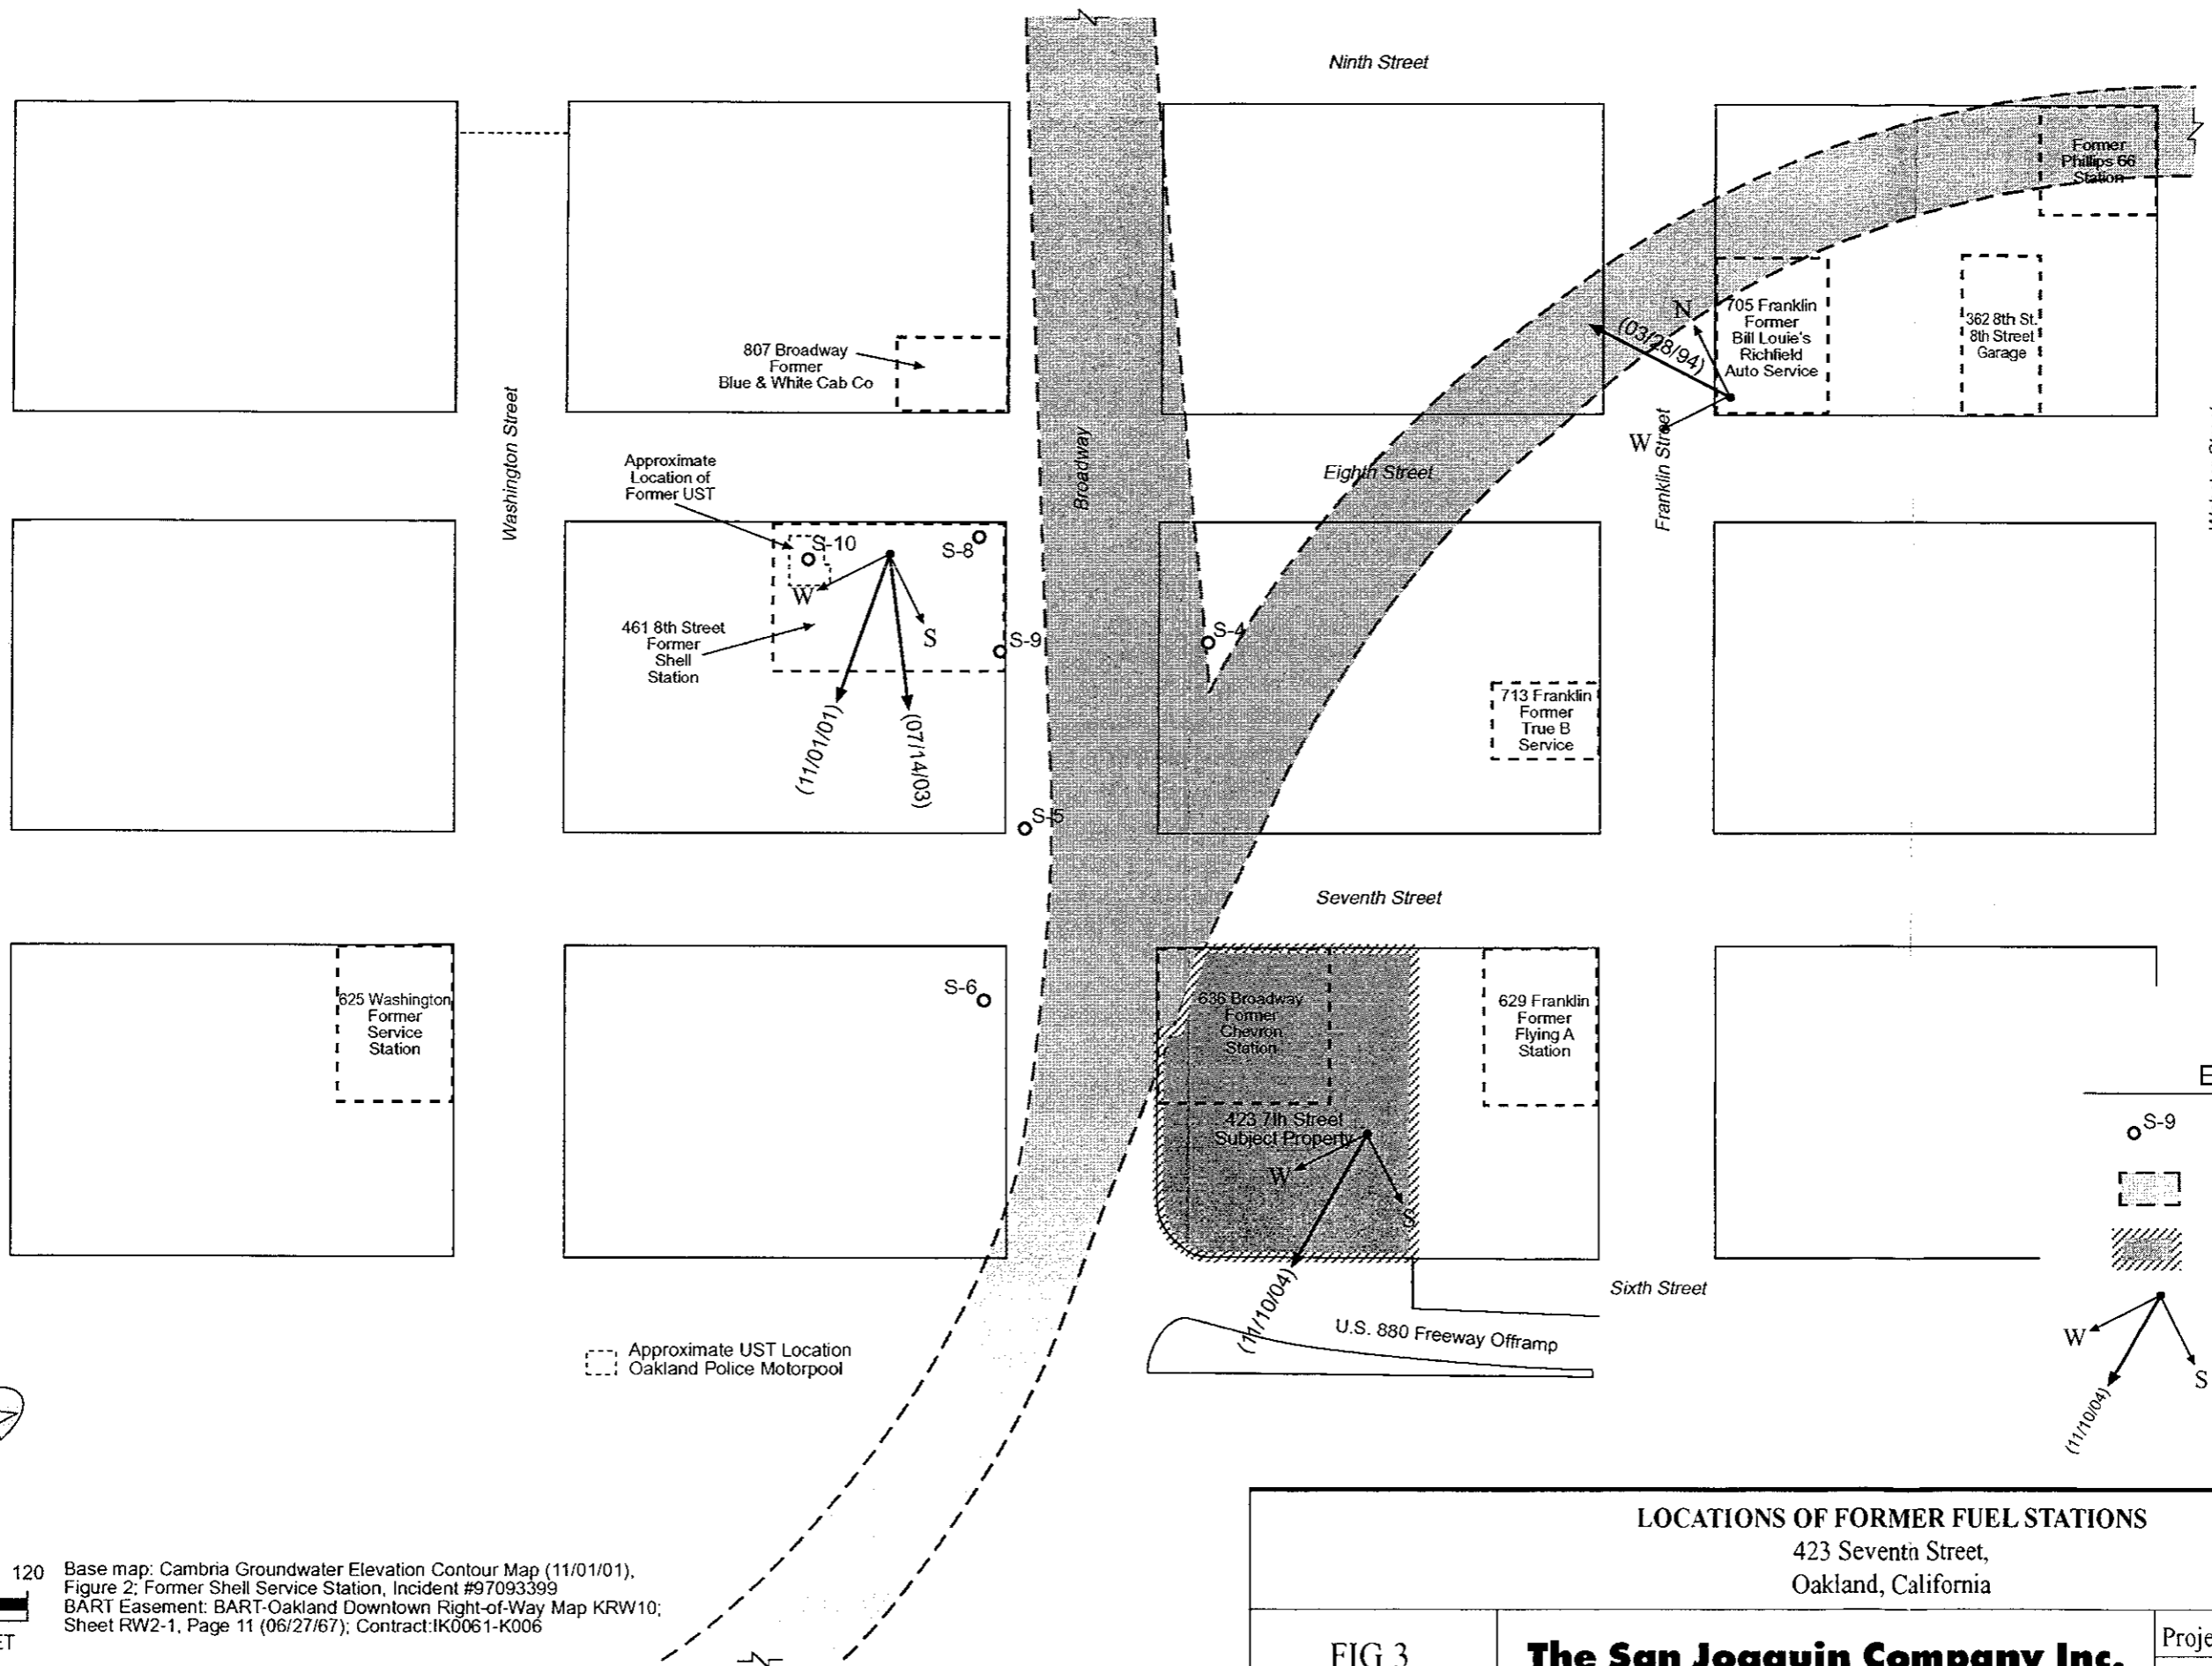 Ninth Street
Former
Phillips 66
Station
807 Broadway
Former
Blue & White Cab Co
705 Franklin
Former
Bill Louie's
Richfield
Auto Service
362 8th St.
8th Street
Garage
N
(03/28/94)
W
Washington Street
Broadway
Franklin Street
Eighth Street
Approximate
Location of
Former UST
S-10
S-8
W
S
S-9
S-4
461 8th Street
Former
Shell
Station
(11/01/01)
(07/14/03)
713 Franklin
Former
True B
Service
S-5
Seventh Street
625 Washington
Former
Service
Station
S-6
636 Broadway
Former
Chevron
Station
629 Franklin
Former
Flying A
Station
423 7th Street
Subject Property
W
S
(11/10/04)
E
S-9
W
S
(11/10/04)
Sixth Street
U.S. 880 Freeway Offramp
Approximate UST Location
Oakland Police Motorpool
120
ET
Base map: Cambria Groundwater Elevation Contour Map (11/01/01),
Figure 2; Former Shell Service Station, Incident #97093399
BART Easement: BART-Oakland Downtown Right-of-Way Map KRW10;
Sheet RW2-1, Page 11 (06/27/67); Contract:IK0061-K006
LOCATIONS OF FORMER FUEL STATIONS
423 Seventh Street,
Oakland, California
FIG 3
The San Joaquin Company Inc.
Proje